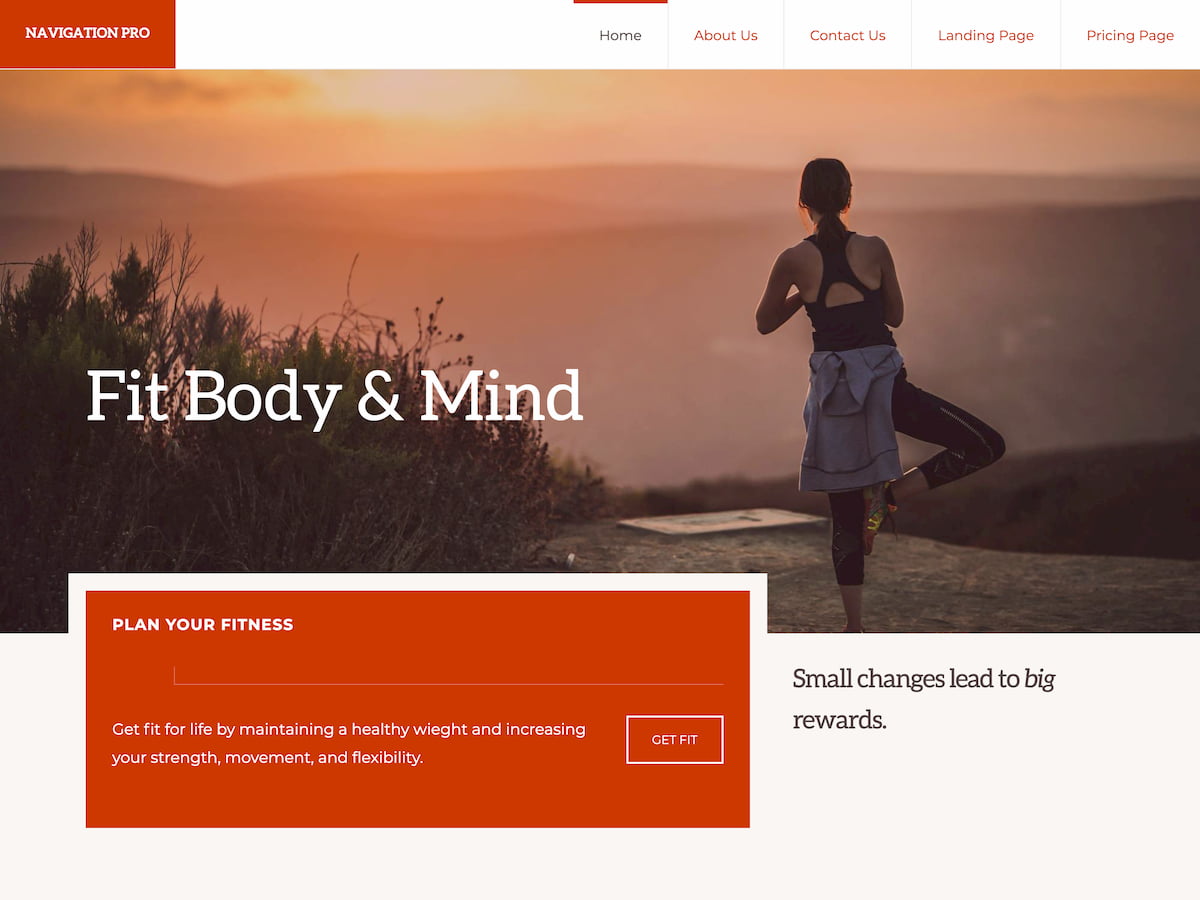 NAVIGATION PRO
Home
About Us
Contact Us
Landing Page
Pricing Page
Fit Body & Mind
PLAN YOUR FITNESS
Get fit for life by maintaining a healthy wieght and increasing
your strength, movement, and flexibility.
GET FIT
Small changes lead to big
rewards.